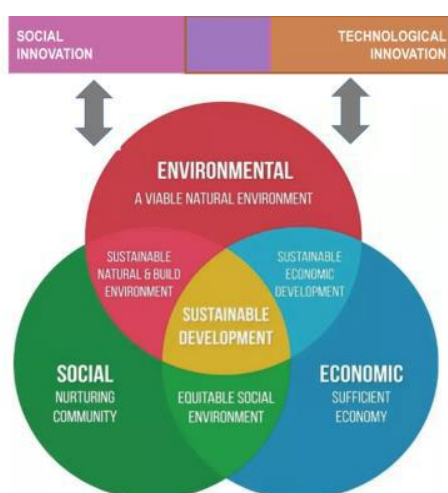 SOCIAL
INNOVATION
TECHNOLOGICAL
INNOVATION
ENVIRONMENTAL
A VIABLE NATURAL ENVIRONMENT
SUSTAINABLE
NATURAL & BUILD
ENVIRONMENT
SUSTAINABLE
ECONOMIC
DEVELOPMENT
SUSTAINABLE
DEVELOPMENT
SOCIAL
NURTURING
COMMUNITY
EQUITABLE SOCIAL
ENVIRONMENT
ECONOMIC
SUFFICIENT
ECONOMY